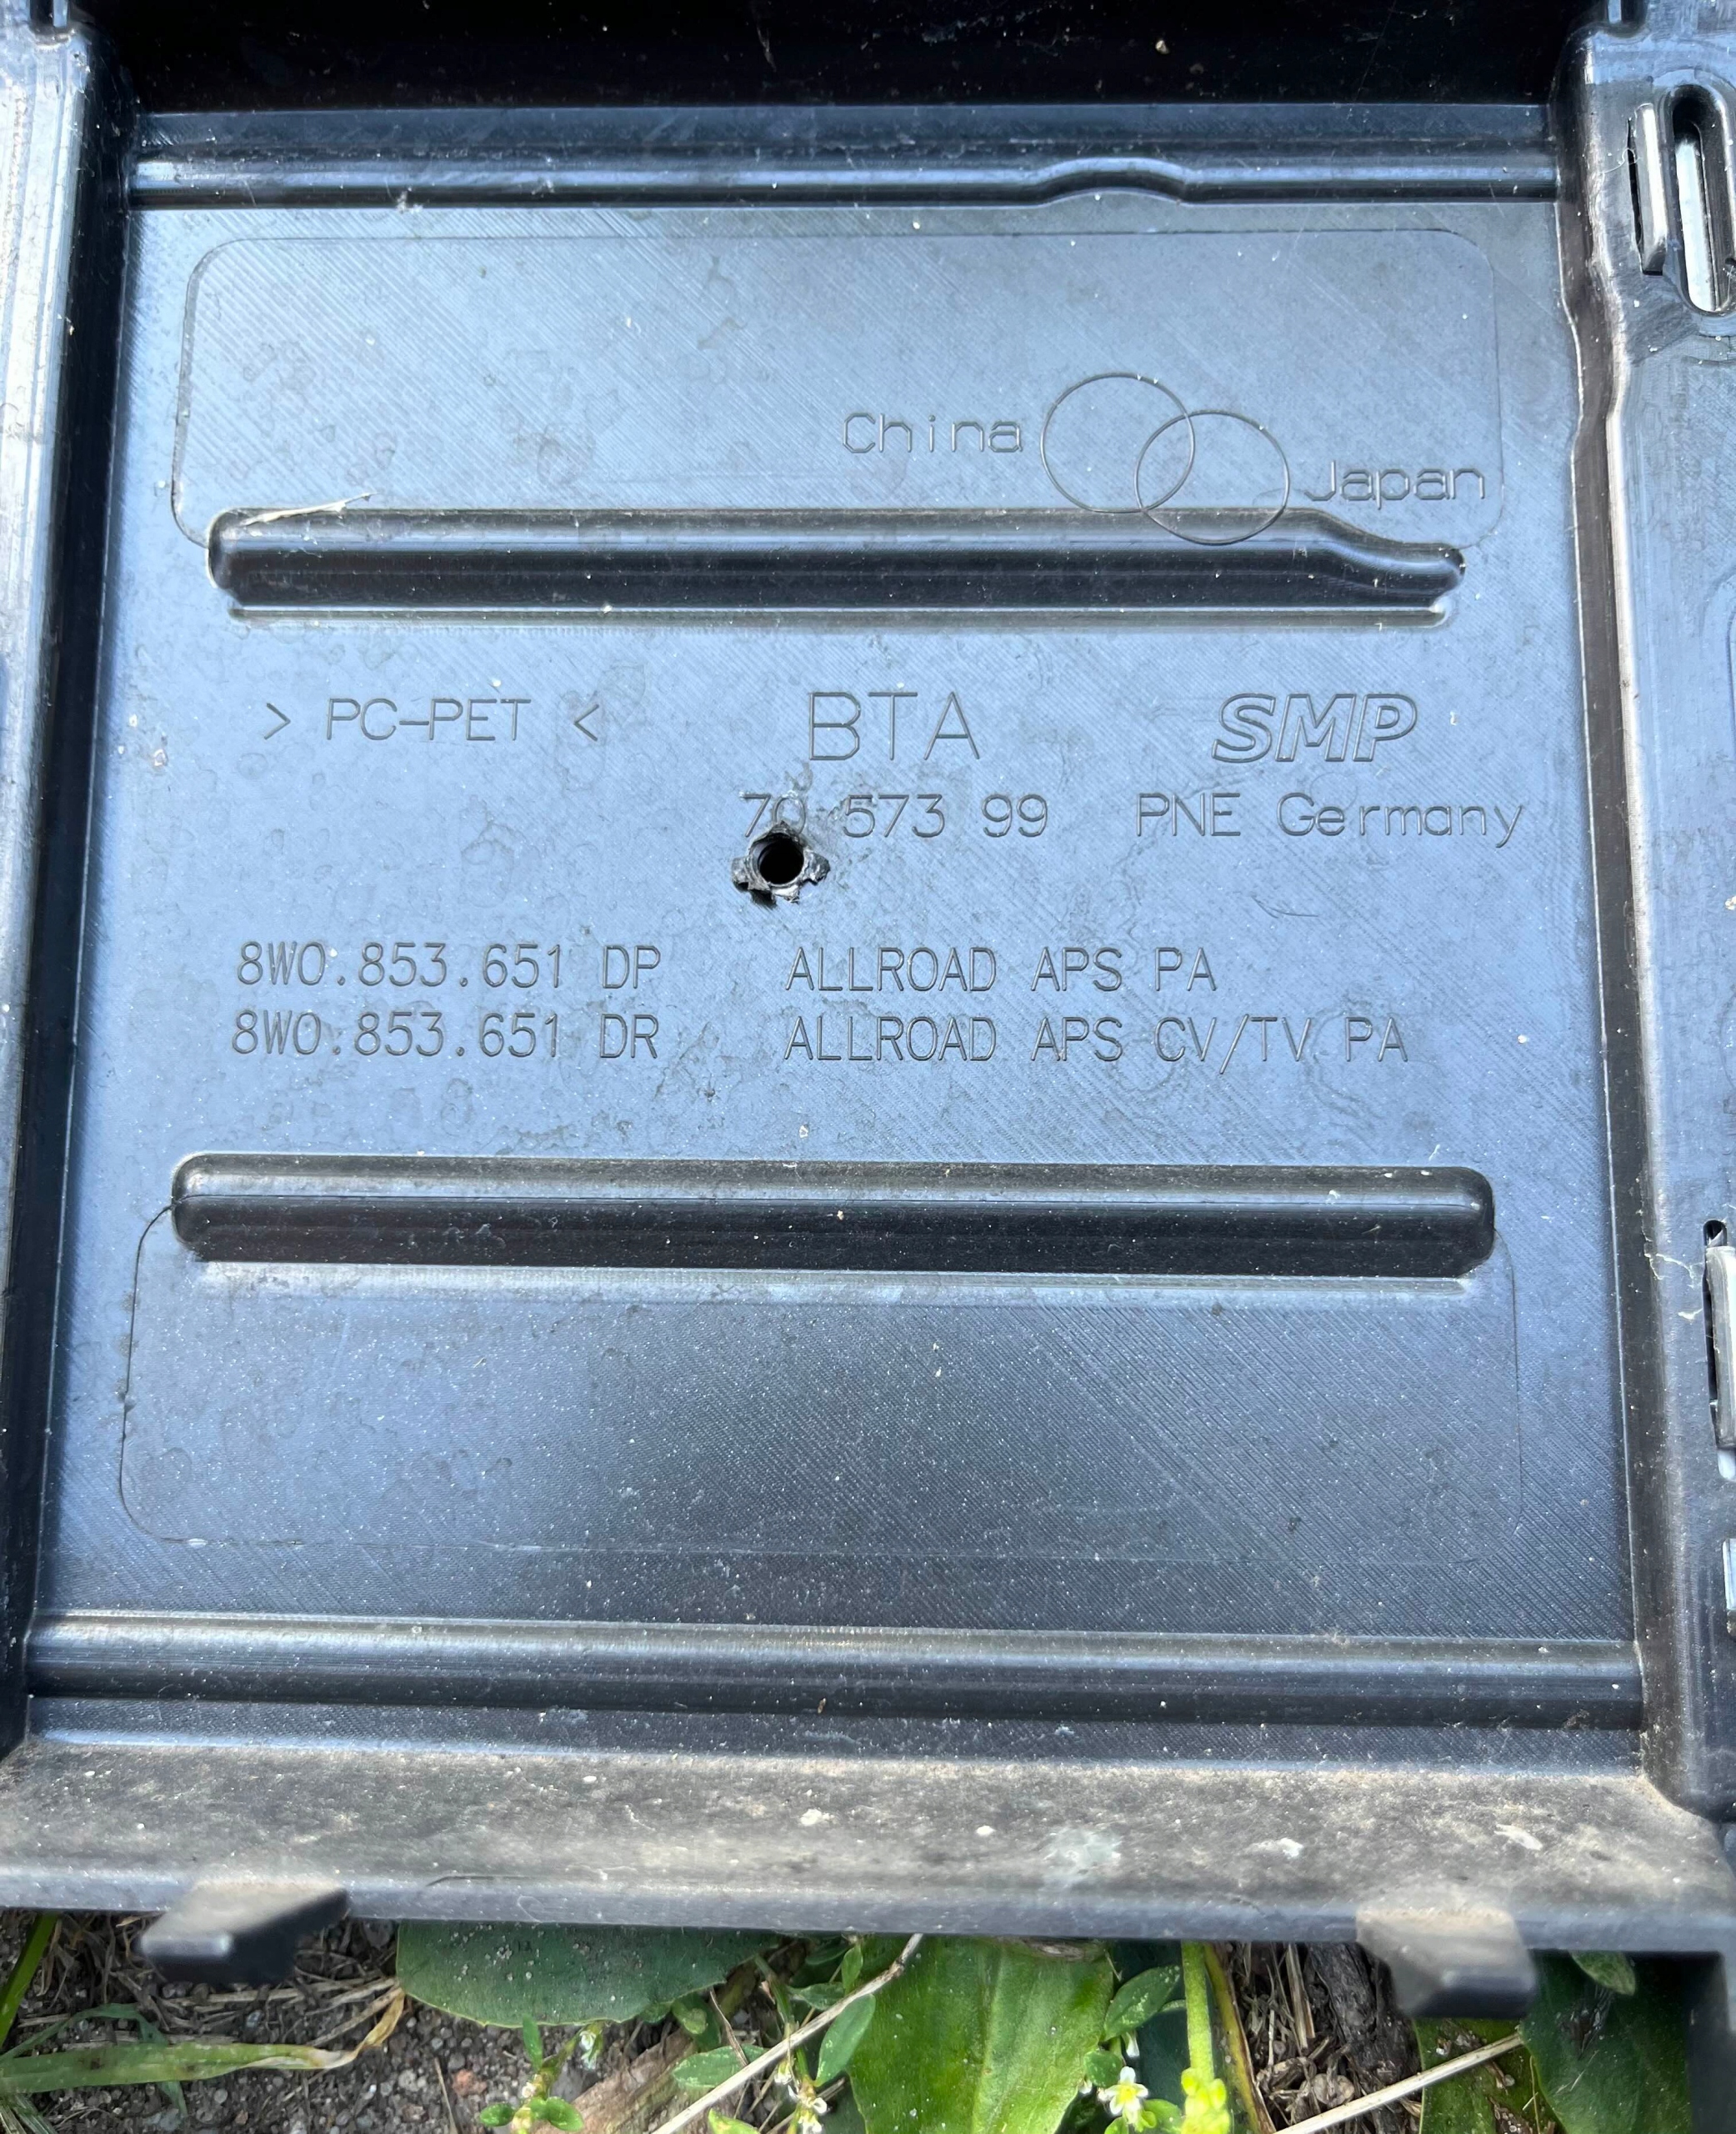 China
Japan
> PC-PET < BTA SMP
70 573 99 PNE Germany
8W0.853.651 DP ALLROAD APS PA
8W0.853.651 DR ALLROAD APS CV/TV PA